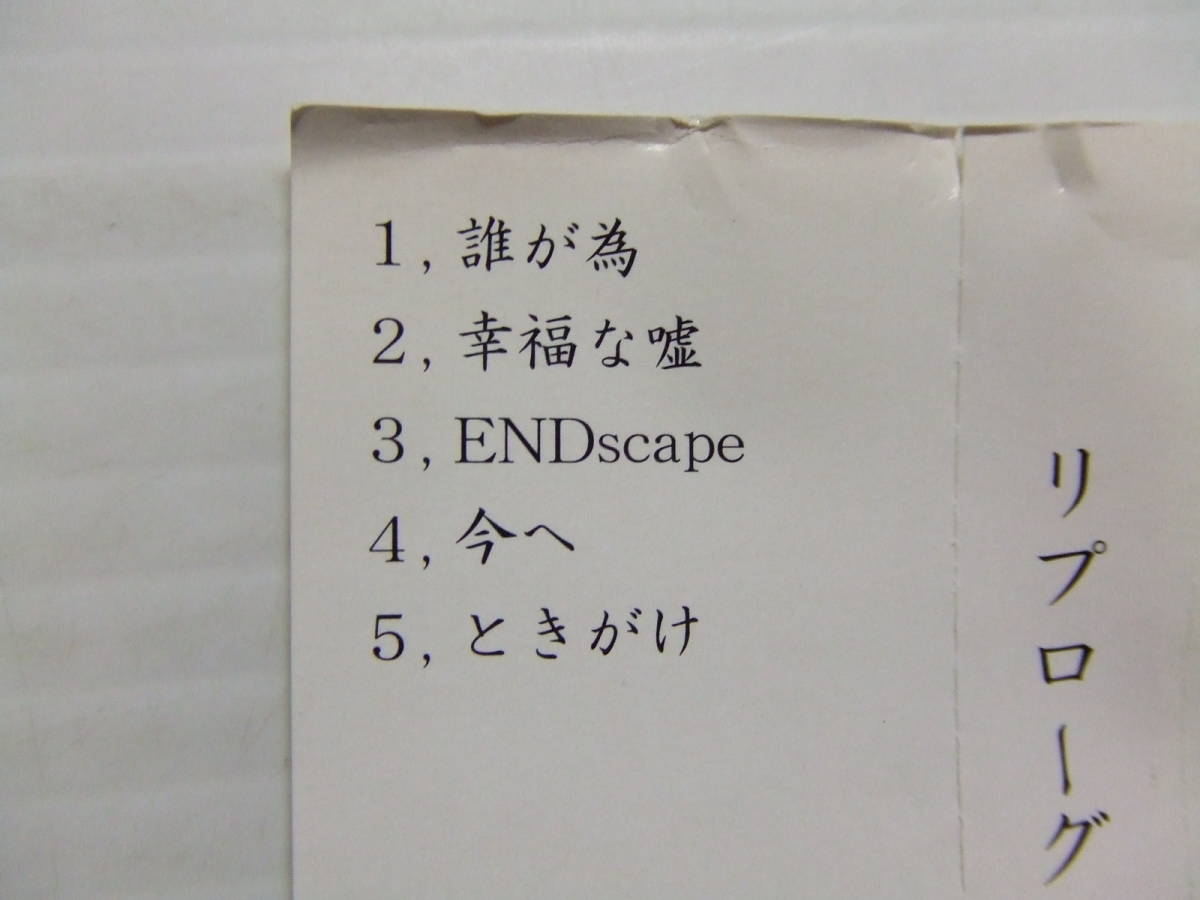 1, 誰が為
2, 幸福な嘘
3, ENDscape
4, 今へ
5, ときがけ
リプローグ